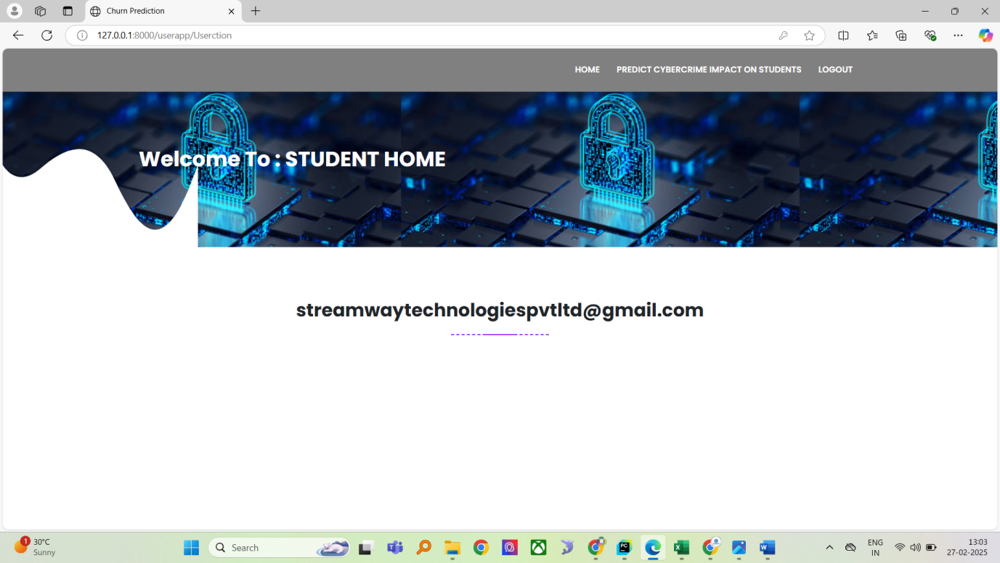 Churn Prediction
127.0.0.1:8000/userapp/Userction
HOME PREDICT CYBERCRIME IMPACT ON STUDENTS LOGOUT
Welcome To : STUDENT HOME
streamwaytechnologiespvtltd@gmail.com
1
30°C
Sunny
Search
PC
ENG
IN
13:03
27-02-2025